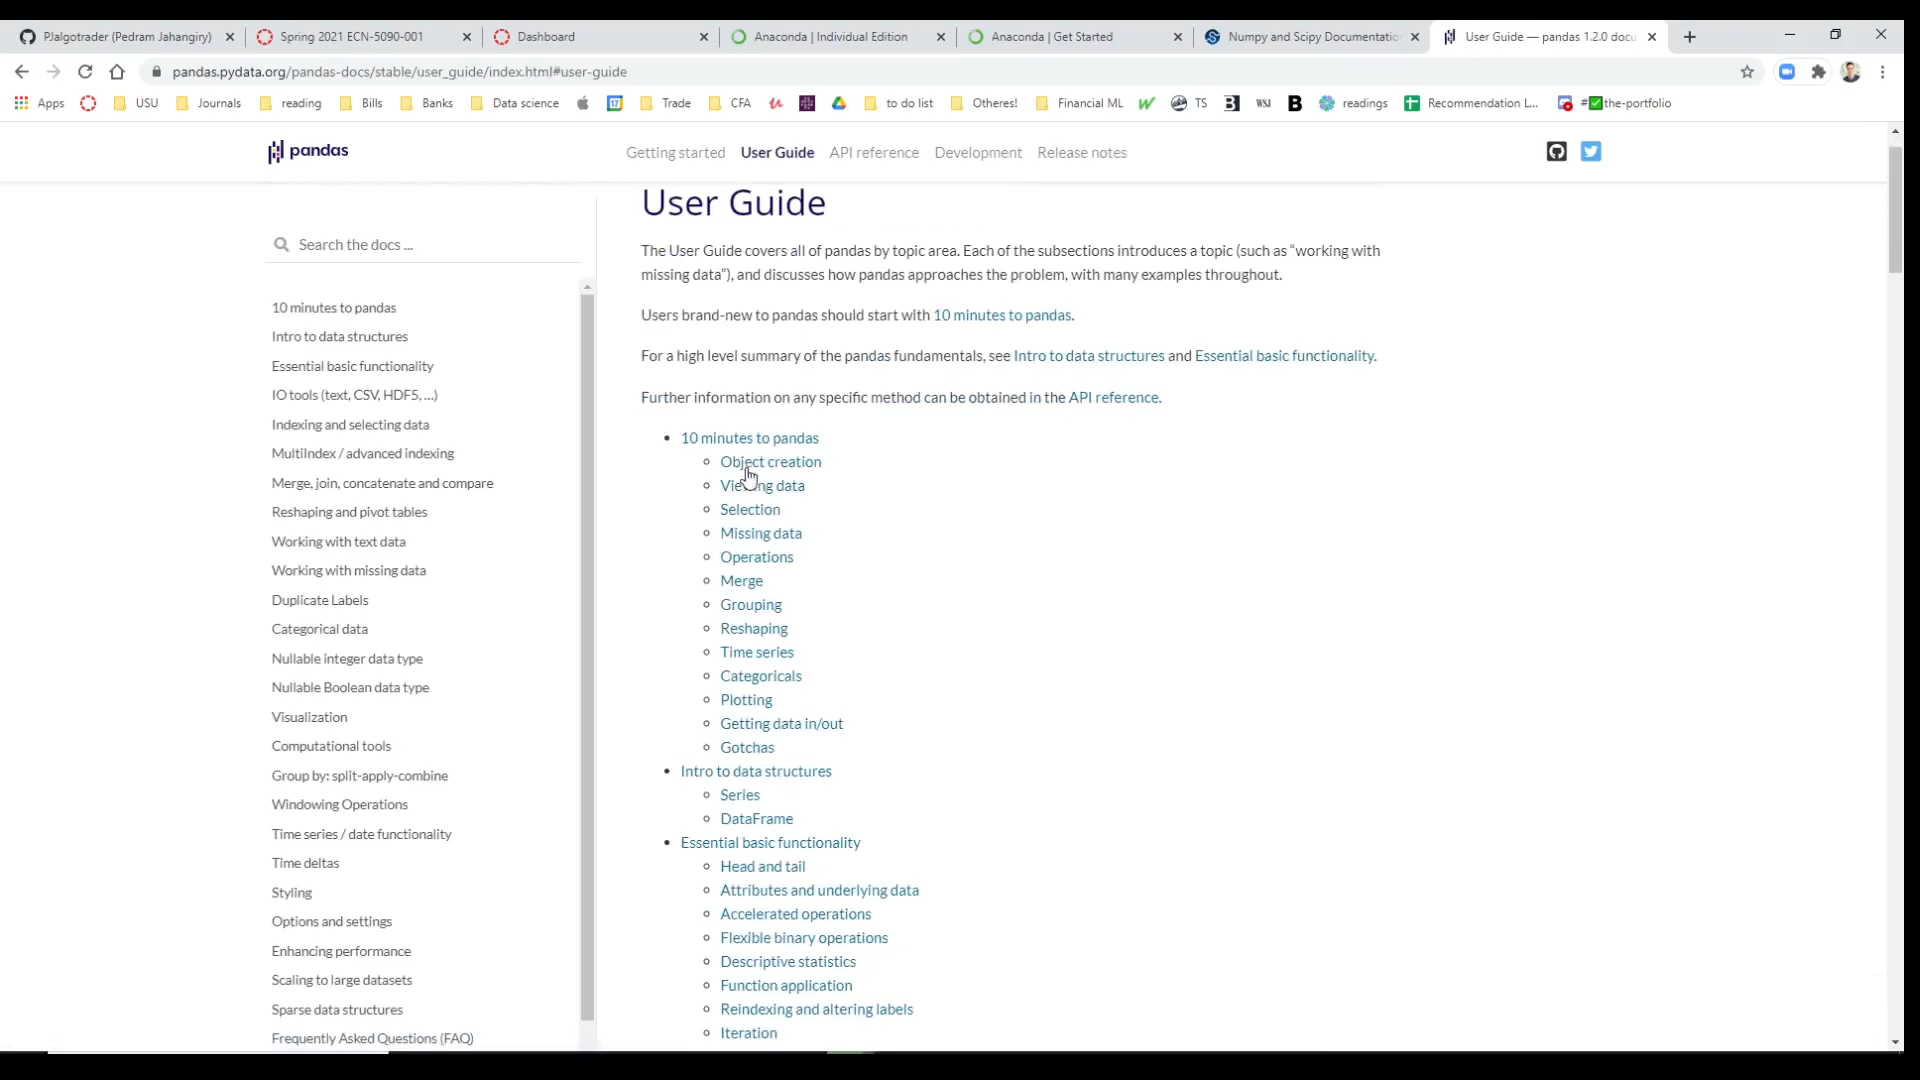 PJalgotrader (Pedram Jahangiry)
Spring 2021 ECN-5090-001
Dashboard
Anaconda | Individual Edition
Anaconda | Get Started
Numpy and Scipy Documentatio
User Guide — pandas 1.2.0 docu
pandas.pydata.org/pandas-docs/stable/user_guide/index.html#user-guide
Apps
USU
Journals
reading
Bills
Banks
Data science
17
Trade
CFA
to do list
Otheres!
Financial ML
TS
WSJ
B
readings
Recommendation L...
#✅the-portfolio
pandas
Getting started
User Guide
API reference
Development
Release notes
Search the docs ...
10 minutes to pandas
Intro to data structures
Essential basic functionality
IO tools (text, CSV, HDF5, …)
Indexing and selecting data
MultiIndex / advanced indexing
Merge, join, concatenate and compare
Reshaping and pivot tables
Working with text data
Working with missing data
Duplicate Labels
Categorical data
Nullable integer data type
Nullable Boolean data type
Visualization
Computational tools
Group by: split-apply-combine
Windowing Operations
Time series / date functionality
Time deltas
Styling
Options and settings
Enhancing performance
Scaling to large datasets
Sparse data structures
Frequently Asked Questions (FAQ)
User Guide
The User Guide covers all of pandas by topic area. Each of the subsections introduces a topic (such as “working with
missing data”), and discusses how pandas approaches the problem, with many examples throughout.
Users brand-new to pandas should start with 10 minutes to pandas.
For a high level summary of the pandas fundamentals, see Intro to data structures and Essential basic functionality.
Further information on any specific method can be obtained in the API reference.
10 minutes to pandas
Object creation
Viewing data
Selection
Missing data
Operations
Merge
Grouping
Reshaping
Time series
Categoricals
Plotting
Getting data in/out
Gotchas
Intro to data structures
Series
DataFrame
Essential basic functionality
Head and tail
Attributes and underlying data
Accelerated operations
Flexible binary operations
Descriptive statistics
Function application
Reindexing and altering labels
Iteration